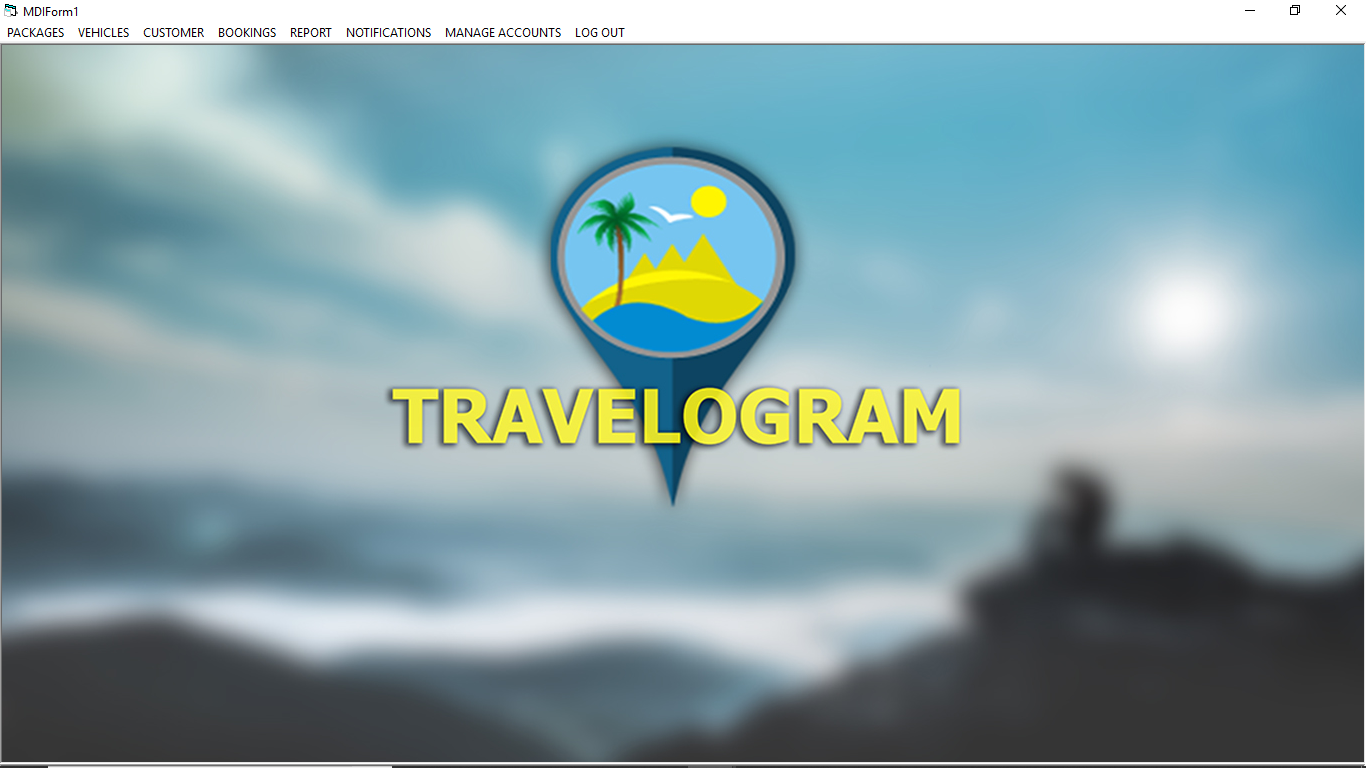 MDIForm1
PACKAGES VEHICLES CUSTOMER BOOKINGS REPORT NOTIFICATIONS MANAGE ACCOUNTS LOG OUT
TRAVELOGRAM